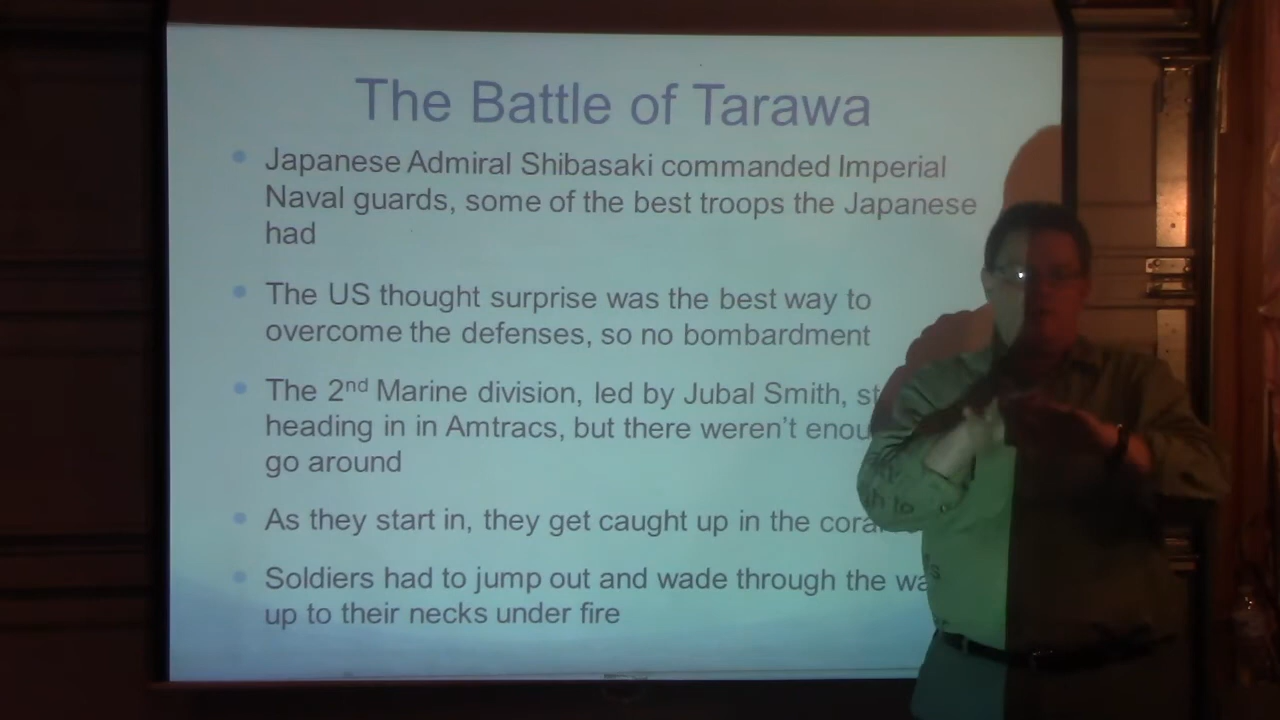 The Battle of Tarawa
Japanese Admiral Shibasaki commanded Imperial
Naval guards, some of the best troops the Japanese
had
The US thought surprise was the best way to
overcome the defenses, so no bombardment
The 2nd Marine division, led by Jubal Smith, st
heading in in Amtracs, but there weren't enou
go around
As they start in, they get caught up in the cora
Soldiers had to jump out and wade through the wa
up to their necks under fire